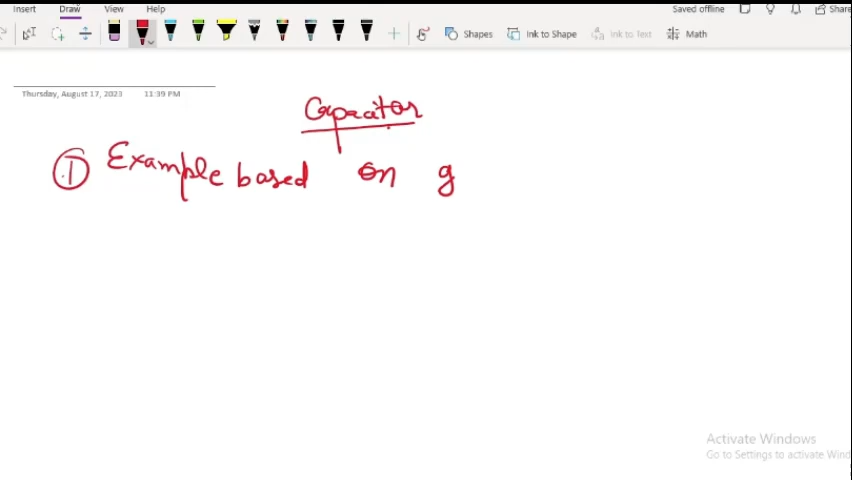 Insert Draw View Help Saved offline Share
Shapes Ink to Shape Ink to Text Math
Thursday, August 17, 2023 11:39 PM
Capacitor
① Example based on g
Activate Windows
Go to Settings to activate Wind